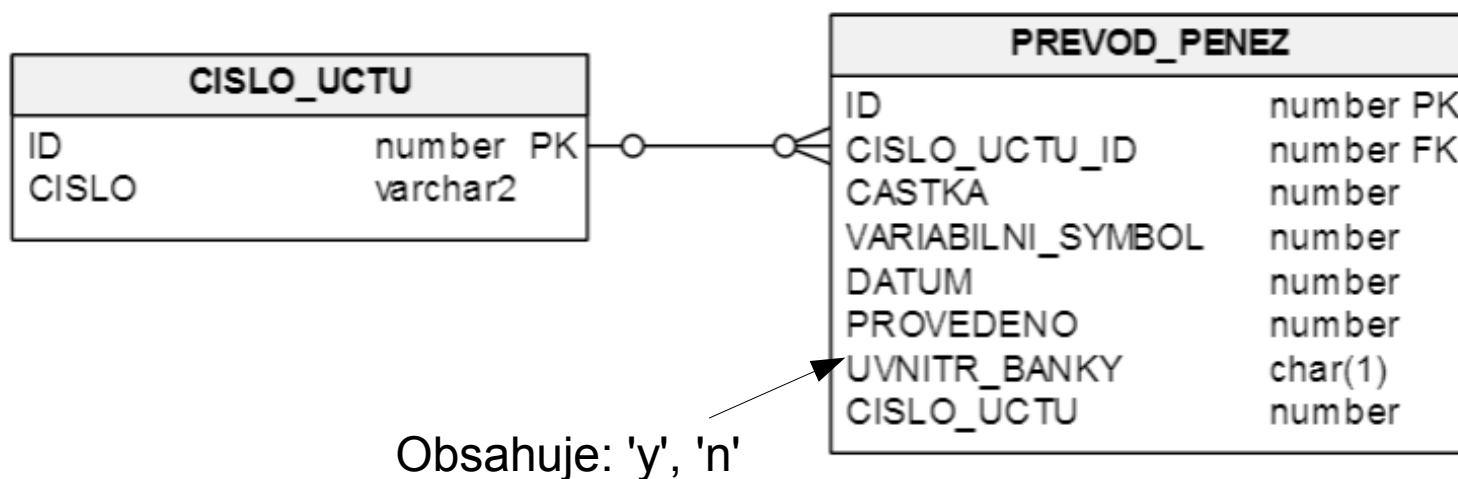 CISLO_UCTU
ID number PK
CISLO varchar2
PREVOD_PENEZ
ID number PK
CISLO_UCTU_ID number FK
CASTKA number
VARIABILNI_SYMBOL number
DATUM number
PROVEDENO number
UVNITR_BANKY char(1)
CISLO_UCTU number
Obsahuje: 'y', 'n'